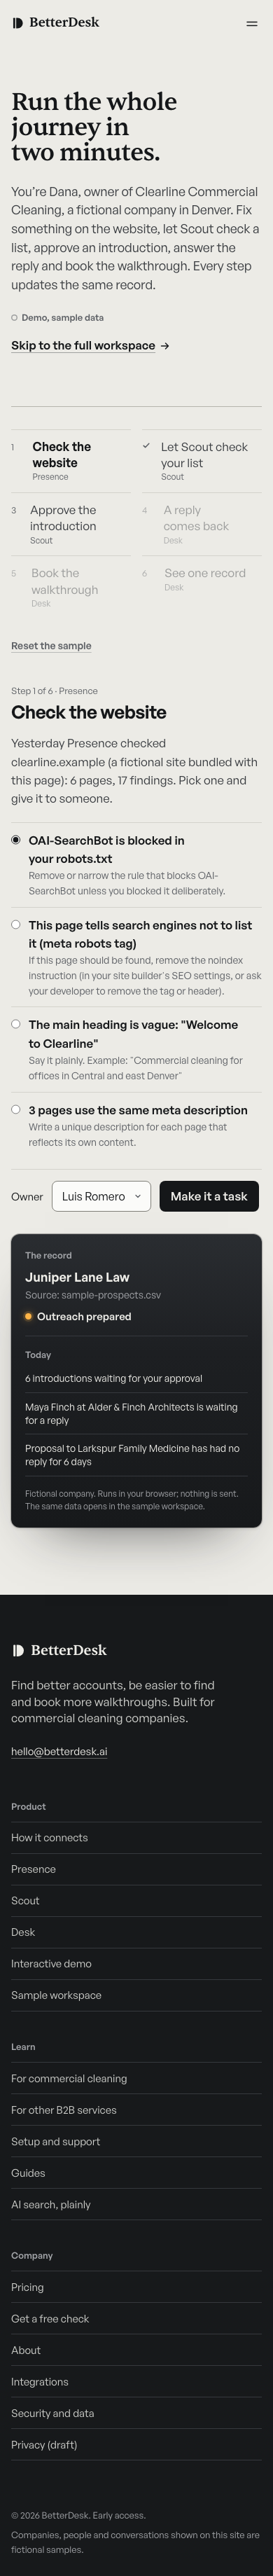 BetterDesk
Run the whole
journey in
two minutes.
You're Dana, owner of Clearline Commercial
Cleaning, a fictional company in Denver. Fix
something on the website, let Scout check a
list, approve an introduction, answer the
reply and book the walkthrough. Every step
updates the same record.
Demo, sample data
Skip to the full workspace →
1 Check the
website
Presence
✓ Let Scout check
your list
Scout
3 Approve the
introduction
Scout
4 A reply
comes back
Desk
5 Book the
walkthrough
Desk
6 See one record
Desk
Reset the sample
Step 1 of 6 · Presence
Check the website
Yesterday Presence checked
clearline.example (a fictional site bundled with
this page): 6 pages, 17 findings. Pick one and
give it to someone.
OAI-SearchBot is blocked in
your robots.txt
Remove or narrow the rule that blocks OAI-
SearchBot unless you blocked it deliberately.
This page tells search engines not to list
it (meta robots tag)
If this page should be found, remove the noindex
instruction (in your site builder's SEO settings, or ask
your developer to remove the tag or header).
The main heading is vague: "Welcome
to Clearline"
Say it plainly. Example: "Commercial cleaning for
offices in Central and east Denver"
3 pages use the same meta description
Write a unique description for each page that
reflects its own content.
Owner Luis Romero Make it a task
The record
Juniper Lane Law
Source: sample-prospects.csv
Outreach prepared
Today
6 introductions waiting for your approval
Maya Finch at Alder & Finch Architects is waiting
for a reply
Proposal to Larkspur Family Medicine has had no
reply for 6 days
Fictional company. Runs in your browser; nothing is sent.
The same data opens in the sample workspace.
BetterDesk
Find better accounts, be easier to find
and book more walkthroughs. Built for
commercial cleaning companies.
hello@betterdesk.ai
Product
How it connects
Presence
Scout
Desk
Interactive demo
Sample workspace
Learn
For commercial cleaning
For other B2B services
Setup and support
Guides
AI search, plainly
Company
Pricing
Get a free check
About
Integrations
Security and data
Privacy (draft)
© 2026 BetterDesk. Early access.
Companies, people and conversations shown on this site are
fictional samples.